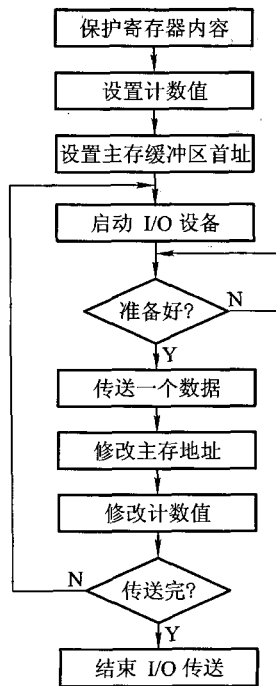 保护寄存器内容
设置计数值
设置主存缓冲区首址
启动 I/O 设备
准备好?
N
Y
传送一个数据
修改主存地址
修改计数值
N
传送完?
Y
结束 I/O 传送